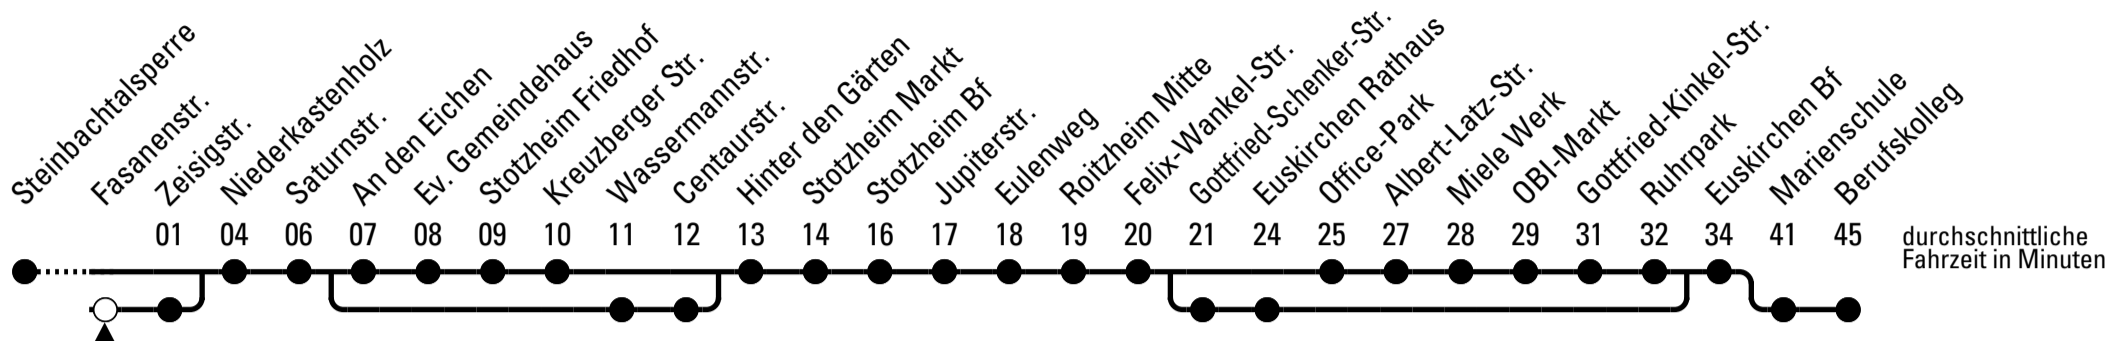 Steinbachtalsperre
Fasanenstr.
Zeisigstr.
Niederkastenholz
Saturnstr.
An den Eichen
Ev. Gemeindehaus
Stotzheim Friedhof
Kreuzberger Str.
Wassermannstr.
Centaurstr.
Hinter den Gärten
Stotzheim Markt
Stotzheim Bf
Jupiterstr.
Eulenweg
Roitzheim Mitte
Felix-Wankel-Str.
Gottfried-Schenker-Str.
Euskirchen Rathaus
Office-Park
Albert-Latz-Str.
Miele Werk
OBI-Markt
Gottfried-Kinkel-Str.
Ruhrpark
Euskirchen Bf
Marienschule
Berufskolleg
01 04 06 07 08 09 10 11 12 13 14 16 17 18 19 20 21 24 25 27 28 29 31 32 34 41 45
durchschnittliche
Fahrzeit in Minuten